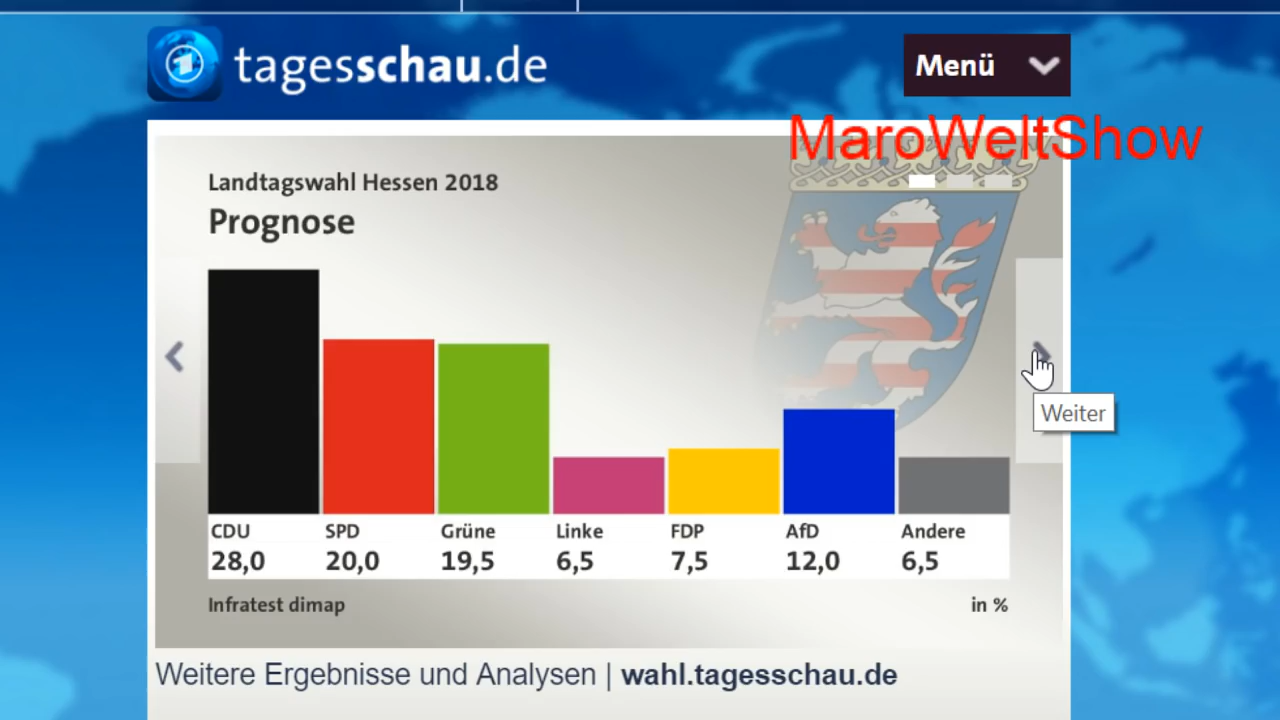 tagesschau.de
Menü
MaroWeltShow
Landtagswahl Hessen 2018
Prognose
Weiter
CDU SPD Grüne Linke FDP AfD Andere
28,0 20,0 19,5 6,5 7,5 12,0 6,5
Infratest dimap in %
Weitere Ergebnisse und Analysen | wahl.tagesschau.de